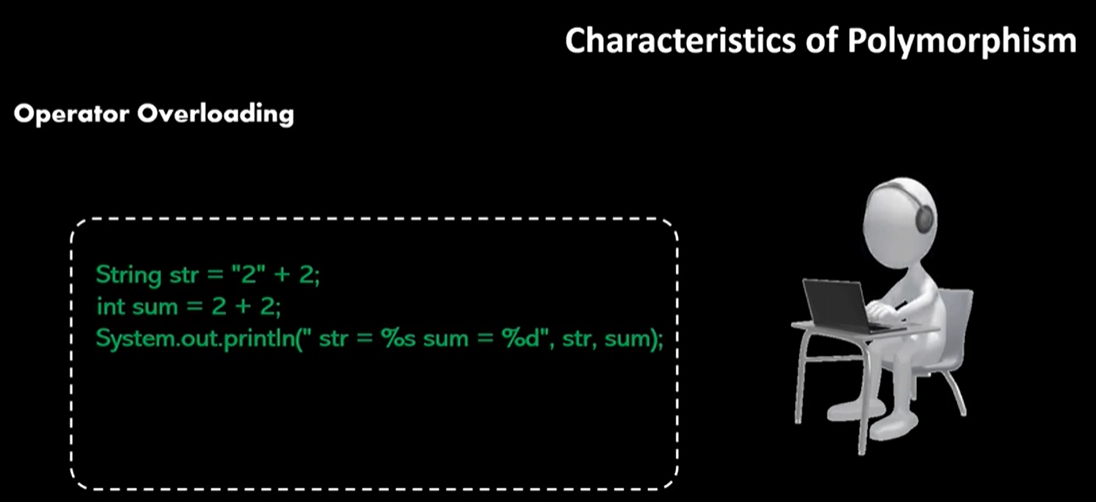 Characteristics of Polymorphism
Operator Overloading
String str = "2" + 2;
int sum = 2 + 2;
System.out.println(" str = %s sum = %d", str, sum);